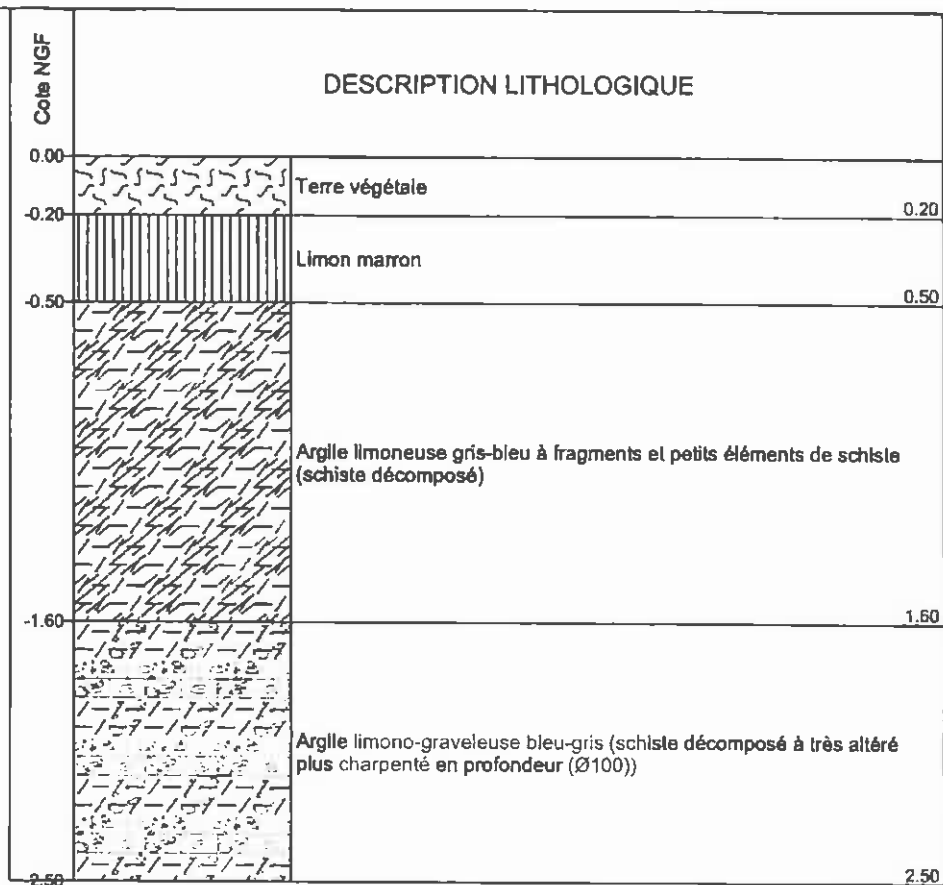 Cote NGF
DESCRIPTION LITHOLOGIQUE
0.00
Terre végétale
-0.20
0.20
Limon marron
-0.50
0.50
Argile limoneuse gris-bleu à fragments et petits éléments de schiste
(schiste décomposé)
-1.60
1.60
Argile limono-graveleuse bleu-gris (schiste décomposé à très altéré
plus charpenté en profondeur (Ø100))
-2.50
2.50